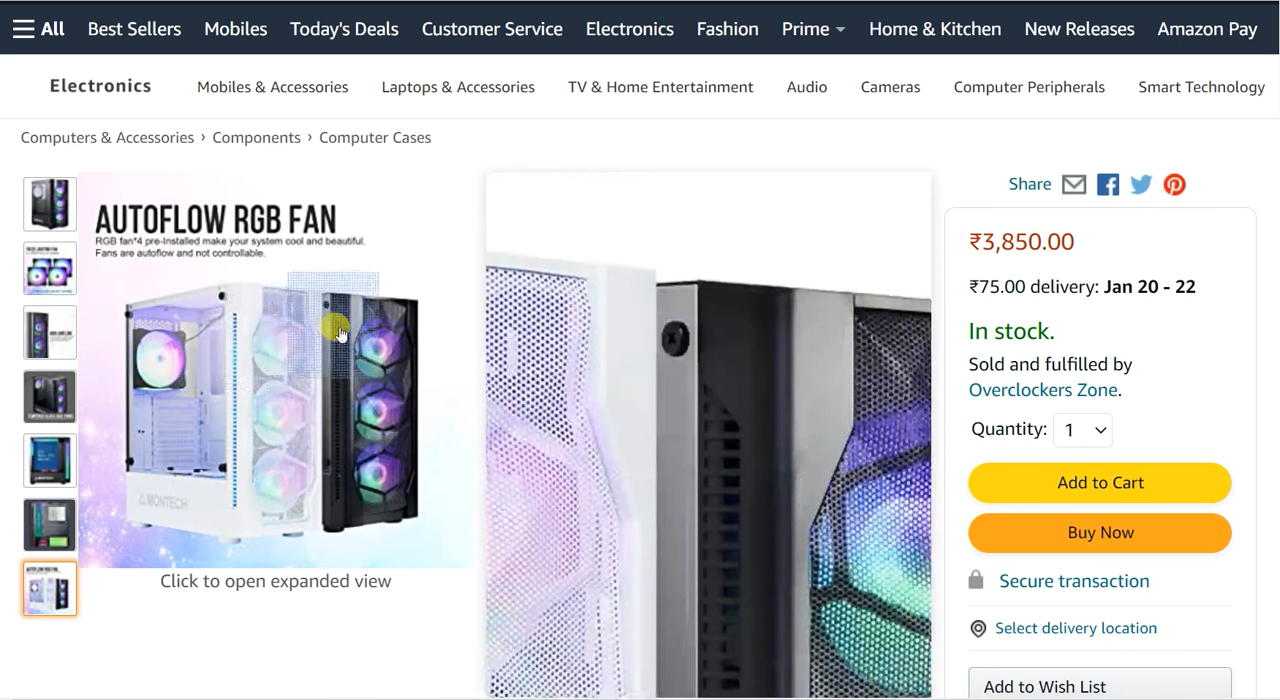 All Best Sellers Mobiles Today's Deals Customer Service Electronics Fashion Prime Home & Kitchen New Releases Amazon Pay
Electronics Mobiles & Accessories Laptops & Accessories TV & Home Entertainment Audio Cameras Computer Peripherals Smart Technology
Computers & Accessories › Components › Computer Cases
AUTOFLOW RGB FAN
RGB fan*4 pre-Installed make your system cool and beautiful.
Fans are autoflow and not controllable.
MONTECH
Click to open expanded view
Share
₹3,850.00
₹75.00 delivery: Jan 20 - 22
In stock.
Sold and fulfilled by
Overclockers Zone.
Quantity: 1
Add to Cart
Buy Now
Secure transaction
Select delivery location
Add to Wish List